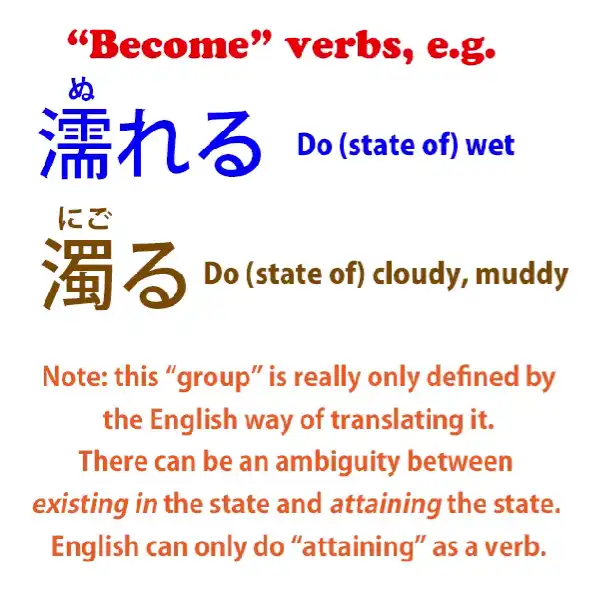 “Become” verbs, e.g.
ぬ
濡れる Do (state of) wet
にご
濁る Do (state of) cloudy, muddy
Note: this “group” is really only defined by
the English way of translating it.
There can be an ambiguity between
existing in the state and attaining the state.
English can only do “attaining” as a verb.